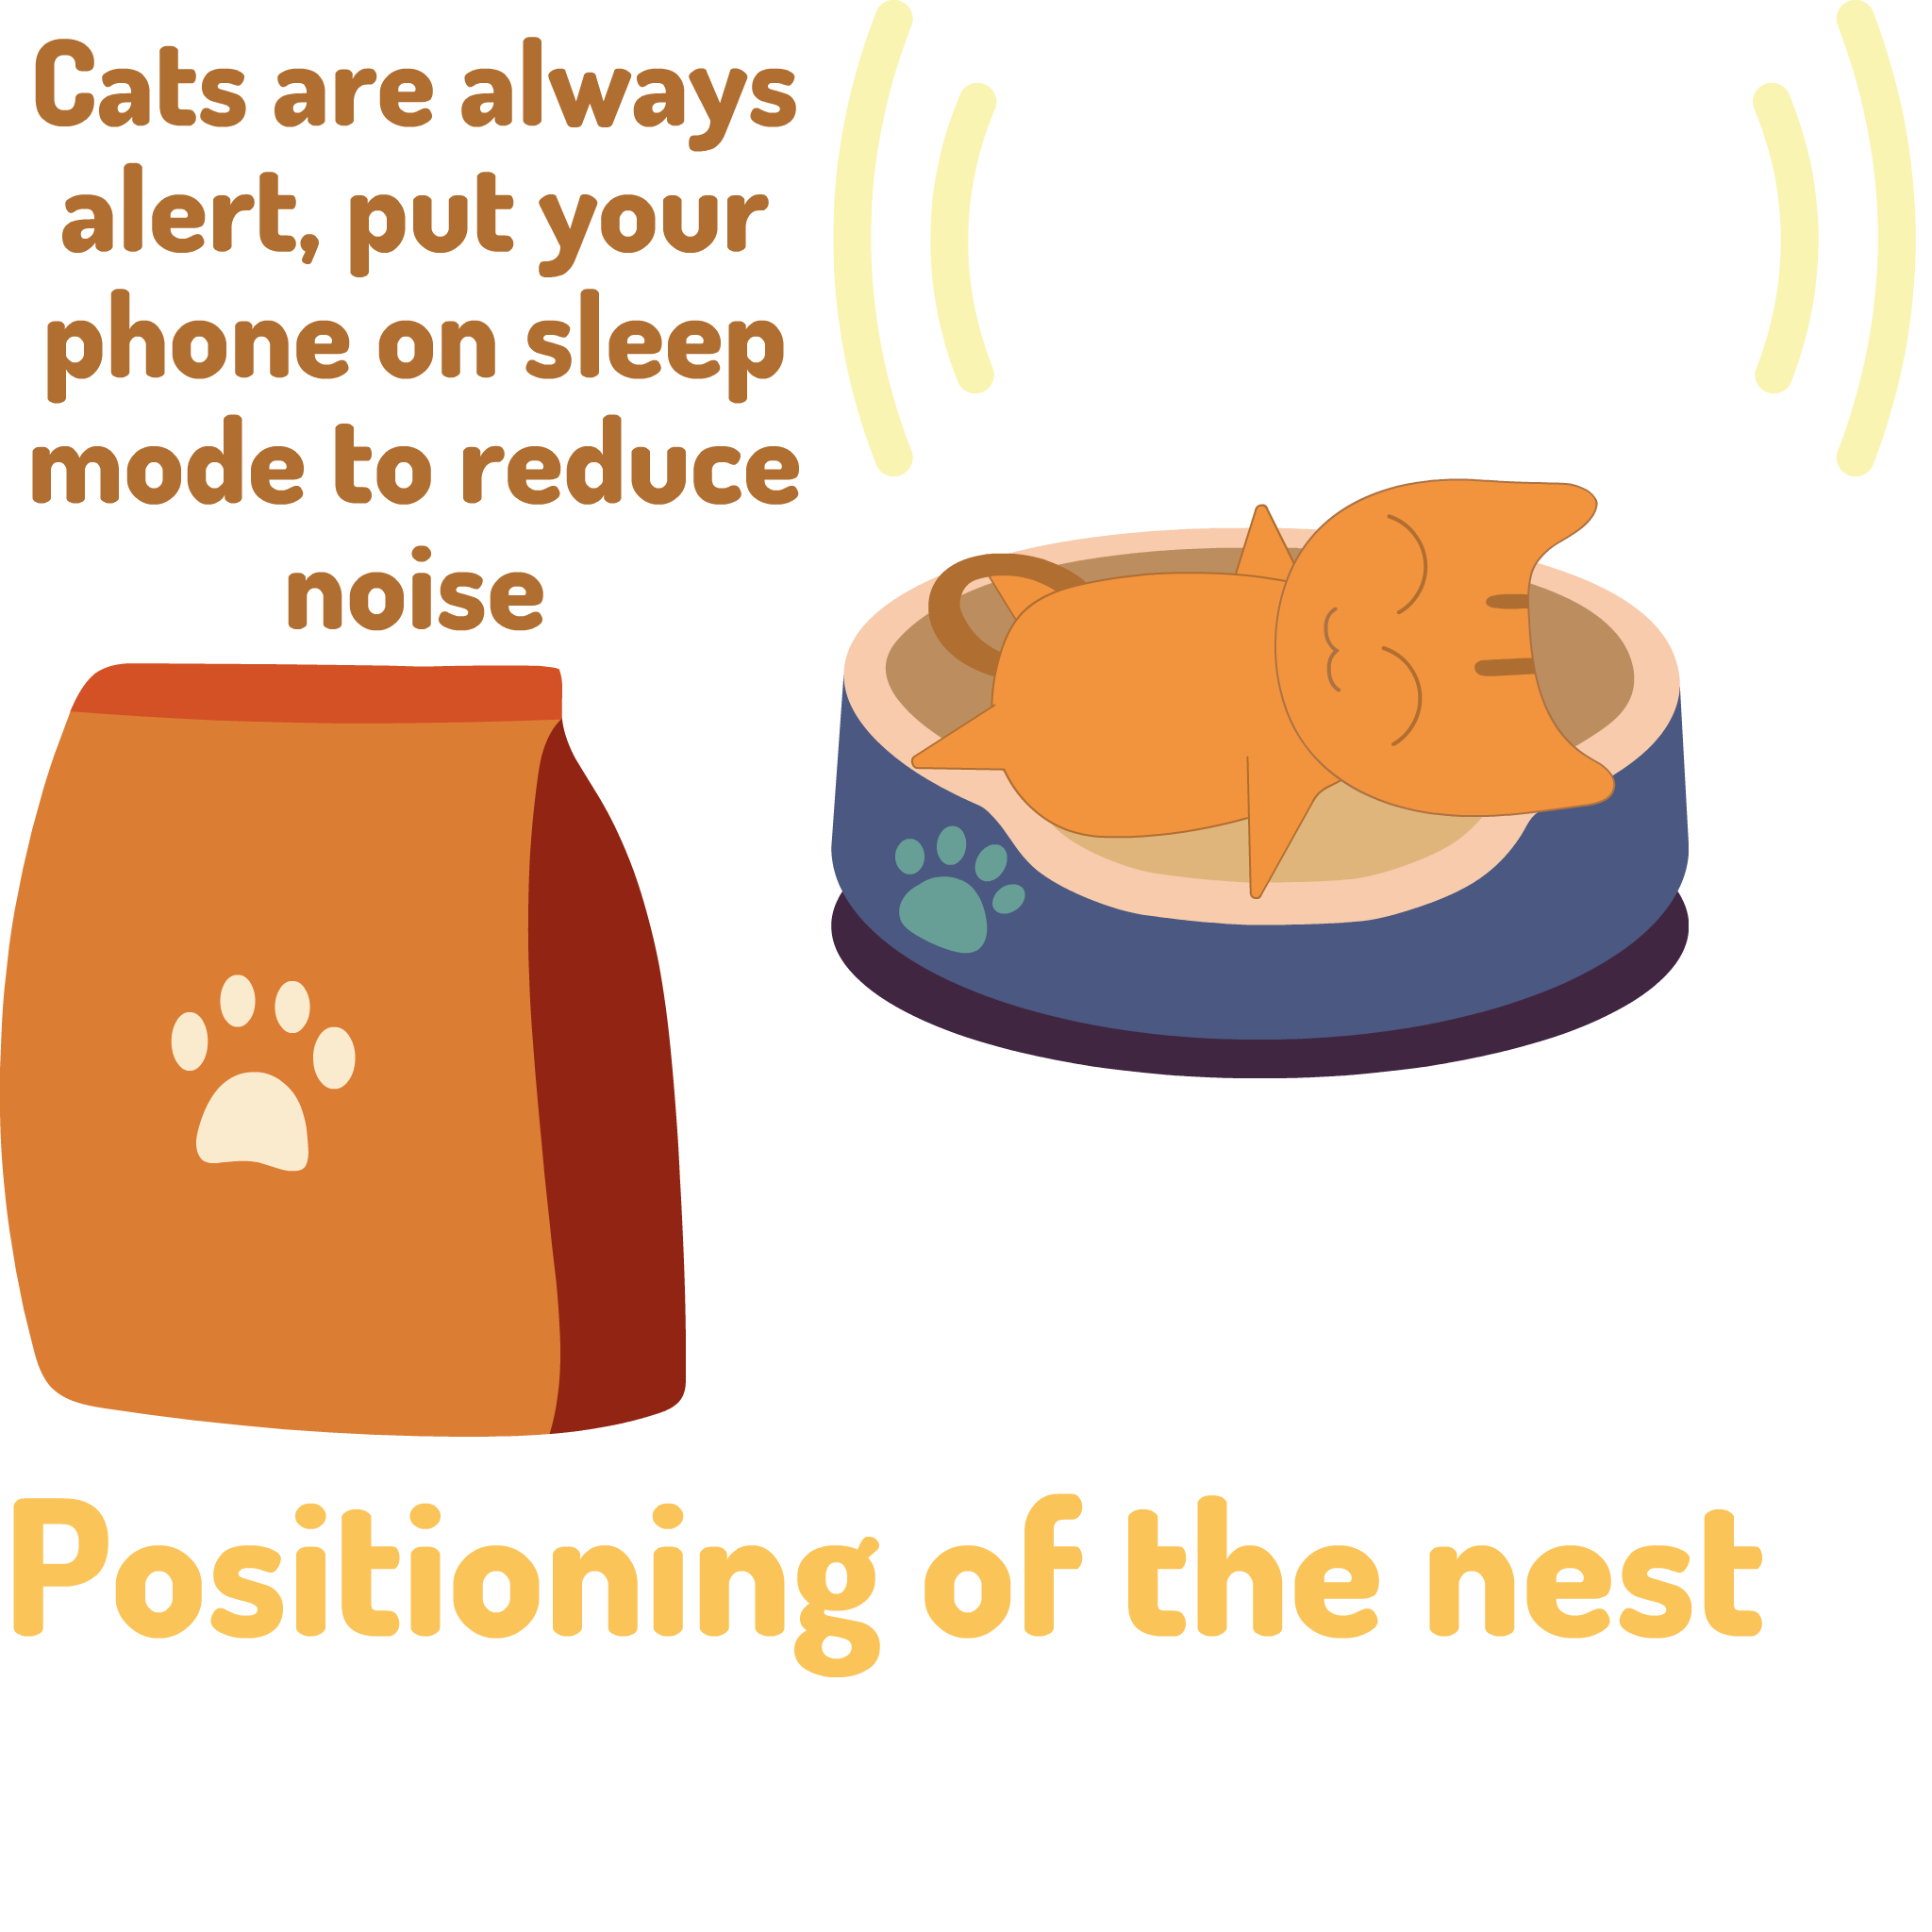 Cats are always
alert, put your
phone on sleep
mode to reduce
noise
Positioning of the nest